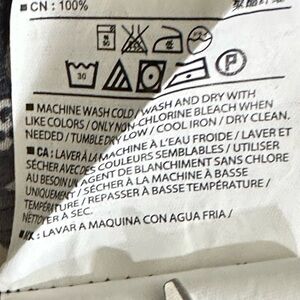 ■ CN : 100%
30 P
■ MACHINE WASH COLD / WASH AND DRY WITH
LIKE COLORS / ONLY NON-CHLORINE BLEACH WHEN
NEEDED / TUMBLE DRY LOW / COOL IRON / DRY CLEAN.
■ CA : LAVER À LA MACHINE À L'EAU FROIDE / LAVER ET
SÉCHER AVEC DES COULEURS SEMBLABLES / UTILISER
AU BESOIN UN AGENT DE BLANCHIMENT SANS CHLORE
UNIQUEMENT / SÉCHER À LA MACHINE À BASSE
TEMPÉRATURE / REPASSER À BASSE TEMPÉRATURE /
NETTOYER À SEC.
■ MX : LAVAR A MAQUINA CON AGUA FRIA /